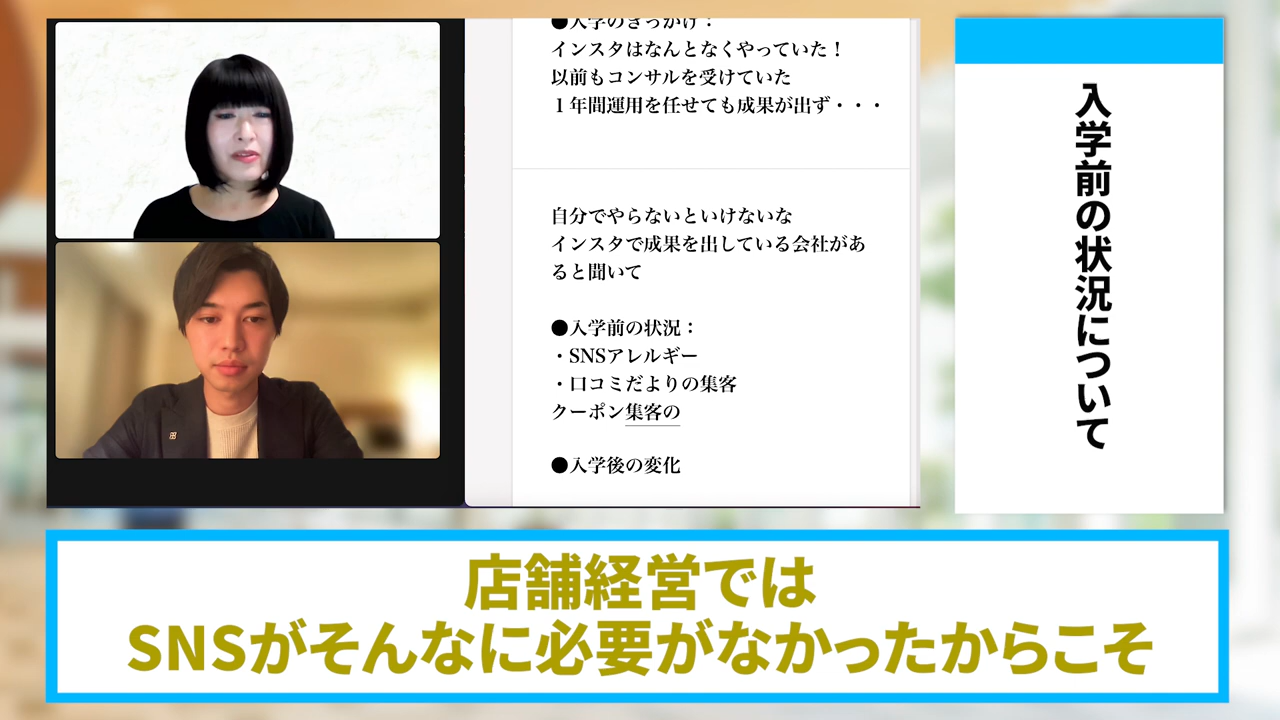 ●入学のきっかけ:
インスタはなんとなくやっていた!
以前もコンサルを受けていた
1年間運用を任せても成果が出ず・・・
自分でやらないといけないな
インスタで成果を出している会社があ
ると聞いて
●入学前の状況:
・SNSアレルギー
・口コミだよりの集客
クーポン集客の
●入学後の変化
入学前の状況について
店舗経営では
SNSがそんなに必要がなかったからこそ